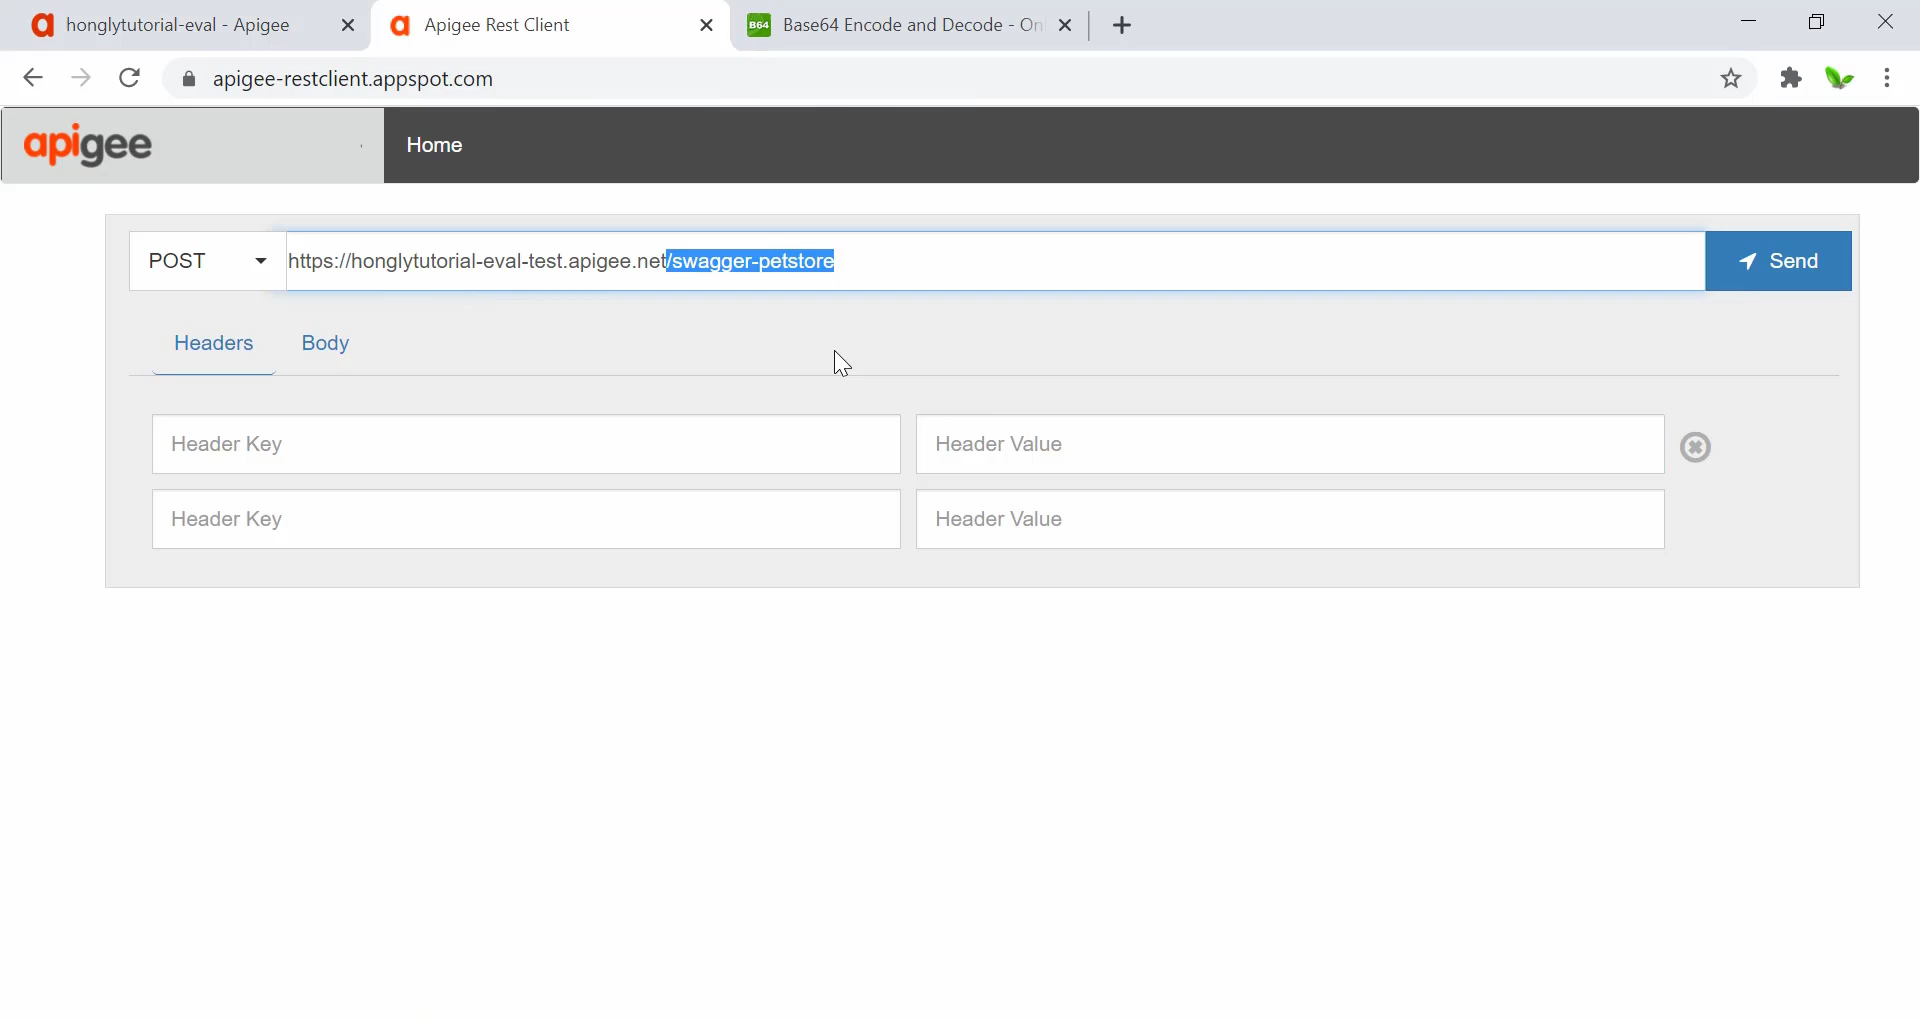 honglytutorial-eval - Apigee
Apigee Rest Client
B64 Base64 Encode and Decode - On
apigee-restclient.appspot.com
apigee
Home
POST
https://honglytutorial-eval-test.apigee.net/swagger-petstore
Send
Headers
Body
Header Key
Header Value
Header Key
Header Value